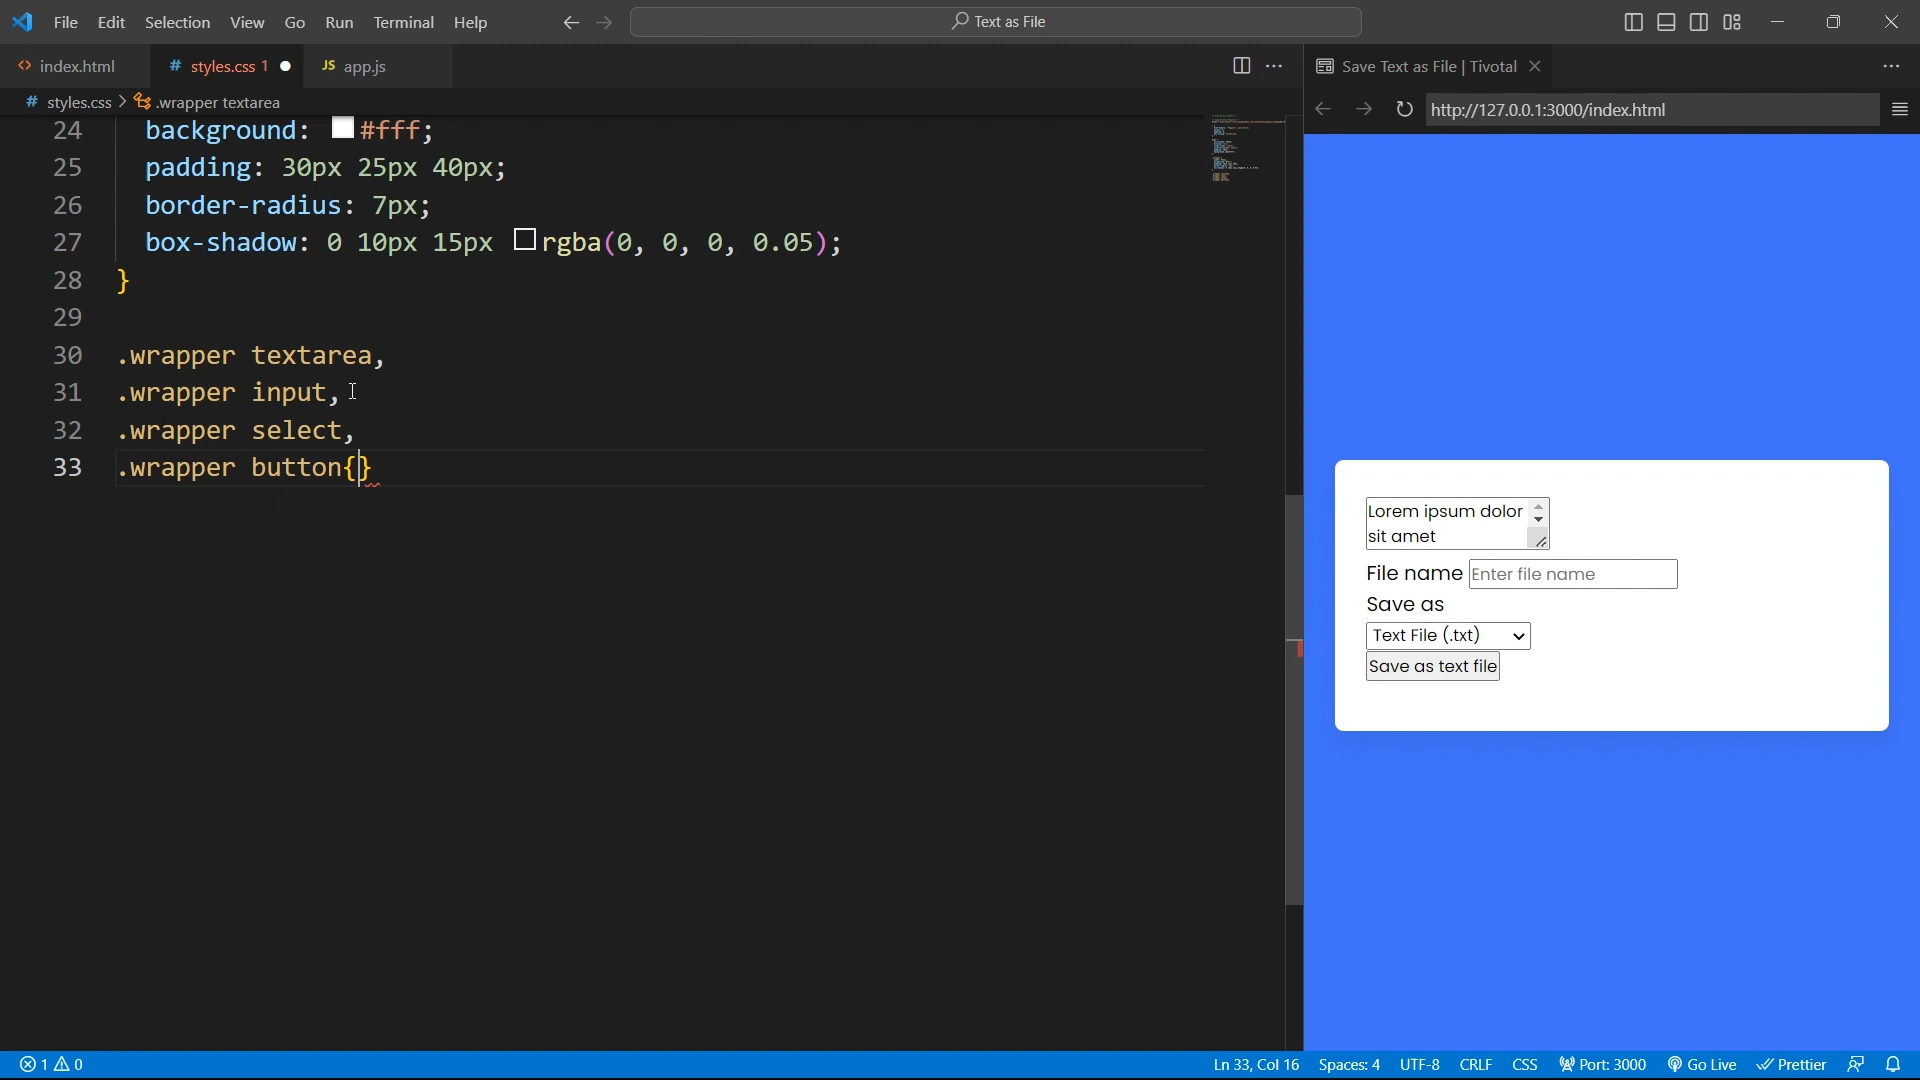 File Edit Selection View Go Run Terminal Help Text as File
index.html styles.css 1 JS app.js Save Text as File | Tivotal
styles.css > .wrapper textarea http://127.0.0.1:3000/index.html
24 background: #fff;
25 padding: 30px 25px 40px;
26 border-radius: 7px;
27 box-shadow: 0 10px 15px rgba(0, 0, 0, 0.05);
28 }
29
30 .wrapper textarea,
31 .wrapper input,
32 .wrapper select,
33 .wrapper button{}
Lorem ipsum dolor
sit amet
File name Enter file name
Save as
Text File (.txt)
Save as text file
1 0 Ln 33, Col 16 Spaces: 4 UTF-8 CRLF CSS Port: 3000 Go Live Prettier